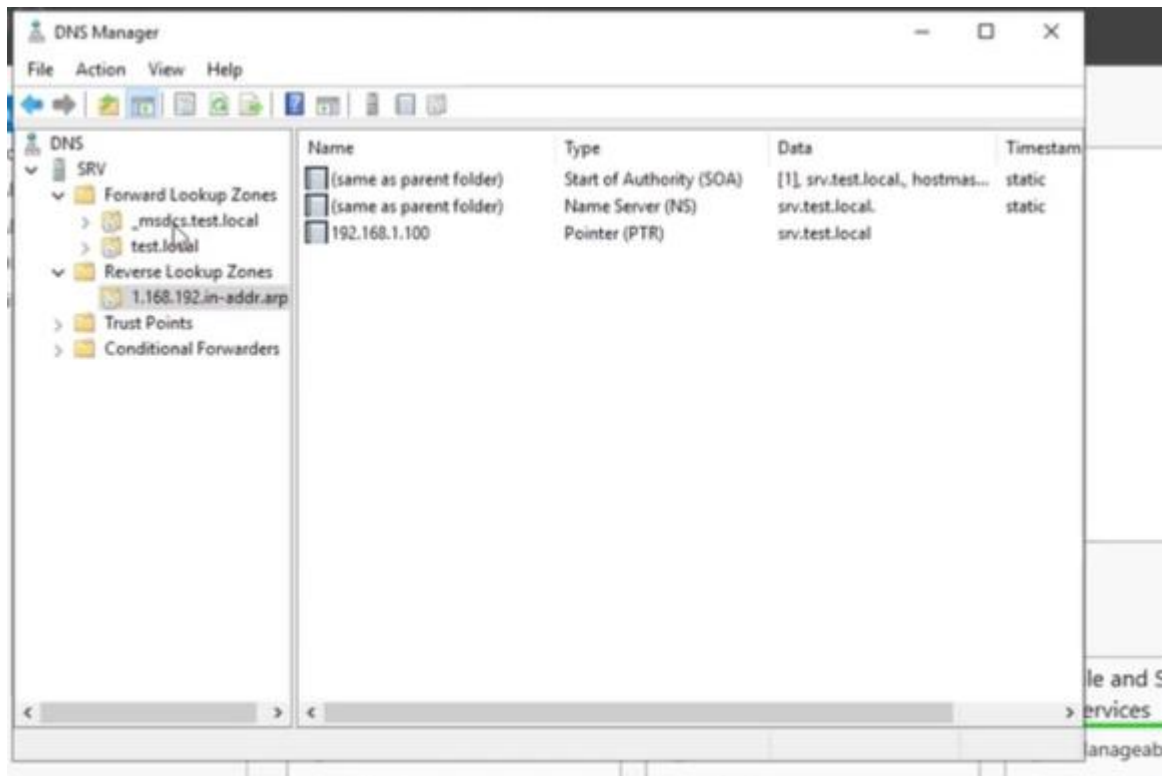 DNS Manager
File Action View Help
DNS
SRV
Forward Lookup Zones
_msdcs.test.local
test.local
Reverse Lookup Zones
1.168.192.in-addr.arp
Trust Points
Conditional Forwarders
Name Type Data Timestam
(same as parent folder) Start of Authority (SOA) [1], srv.test.local., hostmas... static
(same as parent folder) Name Server (NS) srv.test.local. static
192.168.1.100 Pointer (PTR) srv.test.local
le and S
ervices
anageab